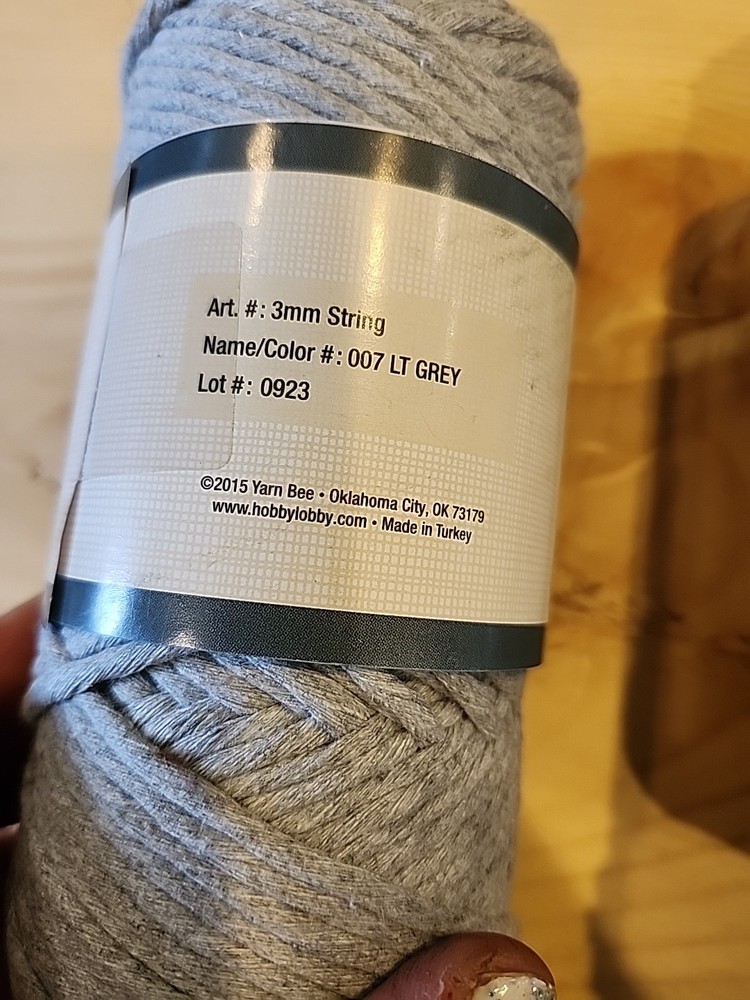 Art. #: 3mm String
Name/Color #: 007 LT GREY
Lot #: 0923
©2015 Yarn Bee • Oklahoma City, OK 73179
www.hobbylobby.com • Made in Turkey